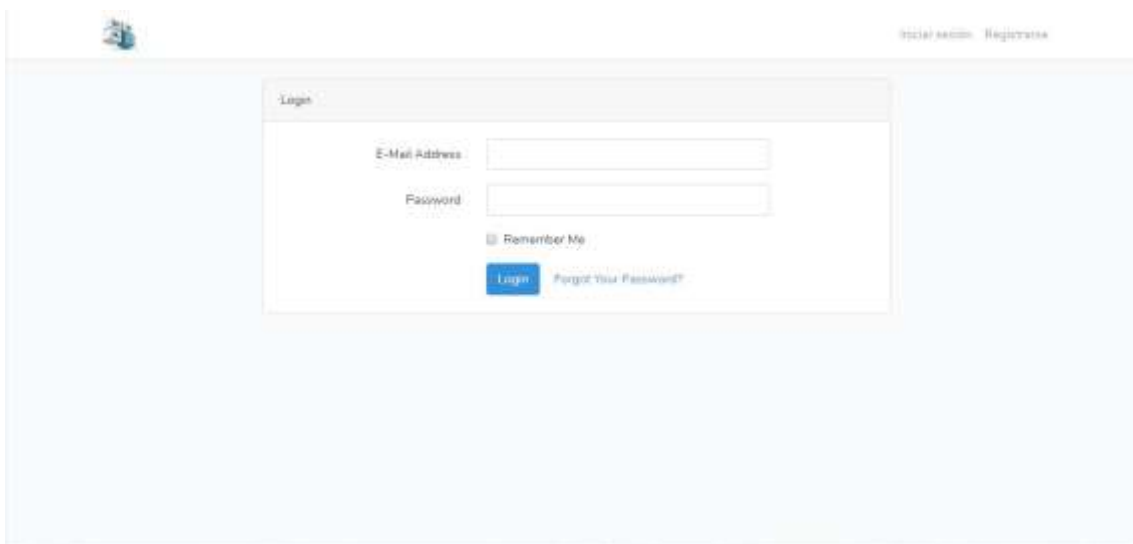 Iniciar sesión Registrarse
Login
E-Mail Address
Password
Remember Me
Login Forgot Your Password?